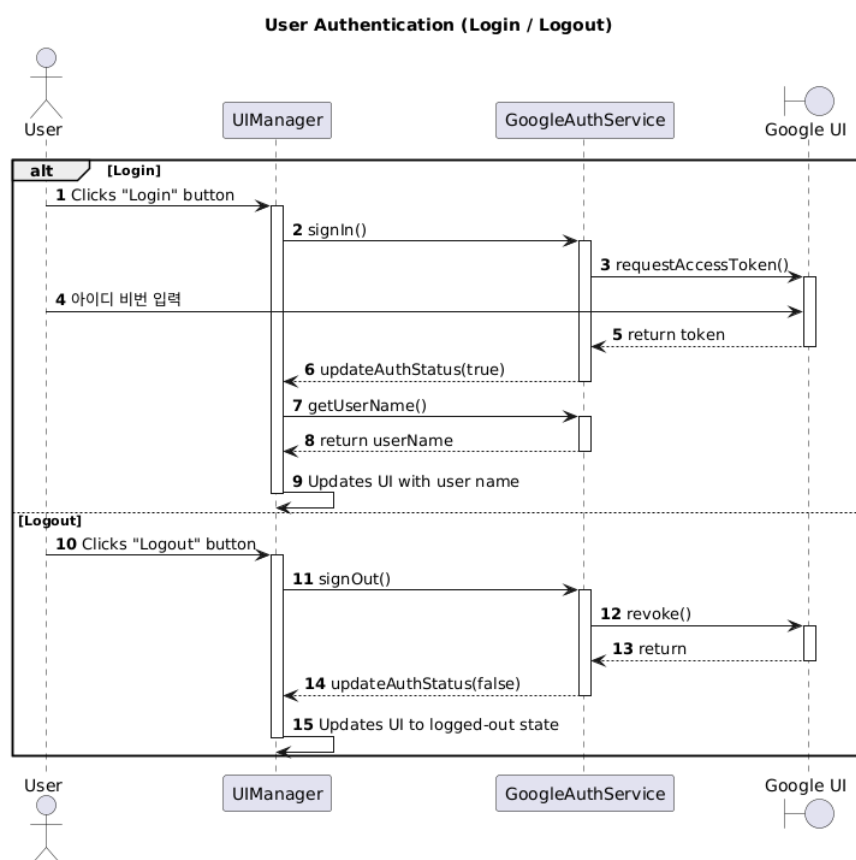 User Authentication (Login / Logout)
User
UIManager
GoogleAuthService
Google UI
alt [Login]
1 Clicks "Login" button
2 signIn()
3 requestAccessToken()
4 아이디 비번 입력
5 return token
6 updateAuthStatus(true)
7 getUserName()
8 return userName
9 Updates UI with user name
[Logout]
10 Clicks "Logout" button
11 signOut()
12 revoke()
13 return
14 updateAuthStatus(false)
15 Updates UI to logged-out state
User
UIManager
GoogleAuthService
Google UI